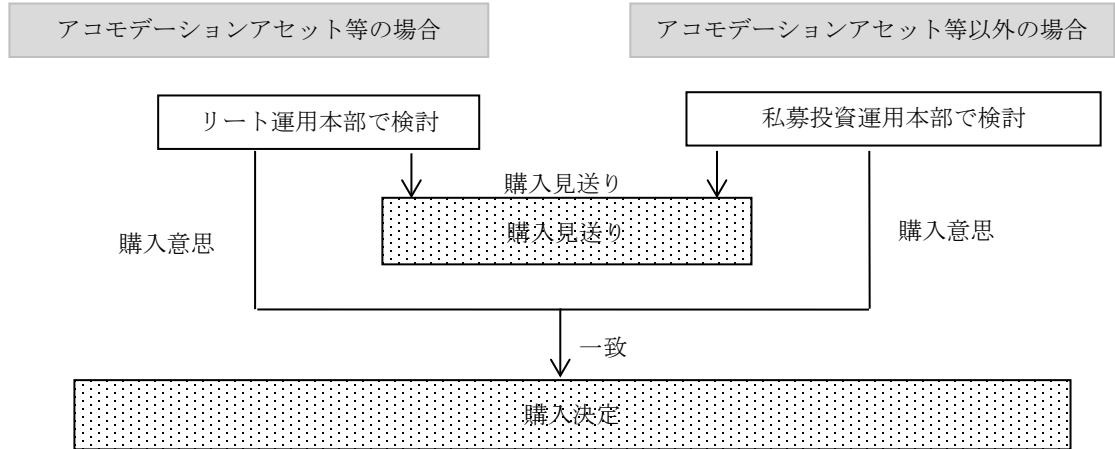 アコモデーションアセット等の場合
アコモデーションアセット等以外の場合
リート運用本部で検討
私募投資運用本部で検討
購入見送り
購入見送り
購入意思
購入意思
一致
購入決定